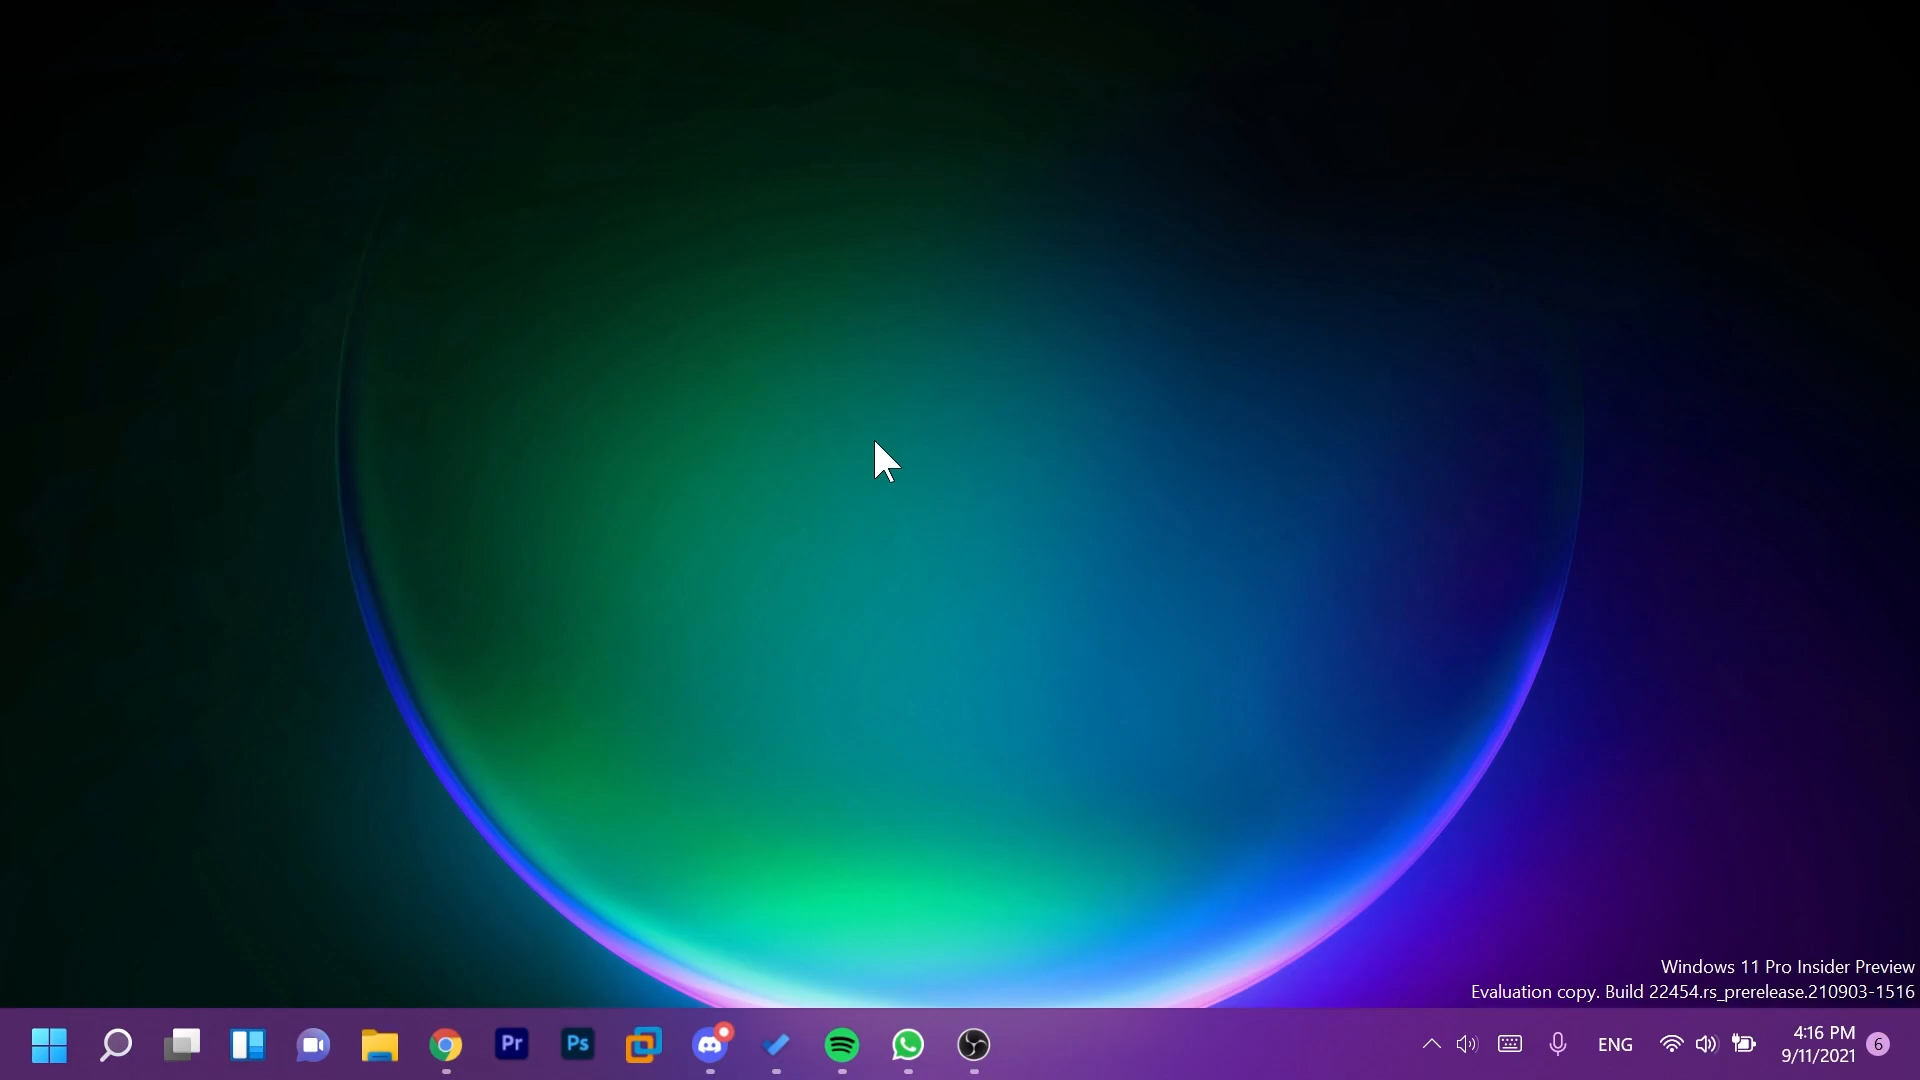 Windows 11 Pro Insider Preview
Evaluation copy. Build 22454.rs_prerelease.210903-1516
Pr
Ps
ENG
4:16 PM
9/11/2021
6